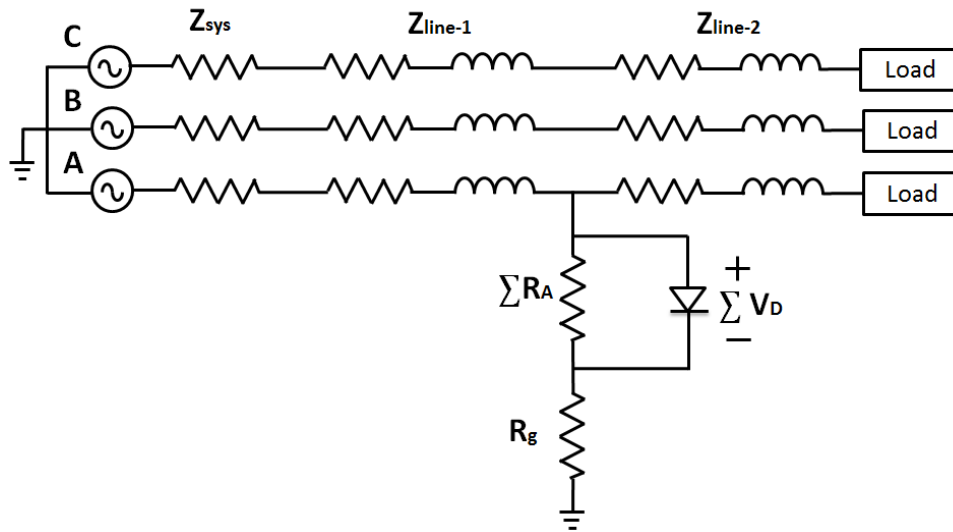 Zsys Zline-1 Zline-2
C Load
B Load
A Load
∑RA + ∑ VD −
Rg